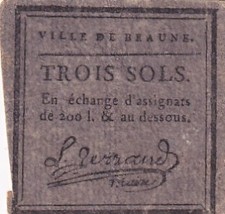 VILLE DE BEAUNE.
TROIS SOLS.
En échange d'assignats
de 200 l. & au dessous.